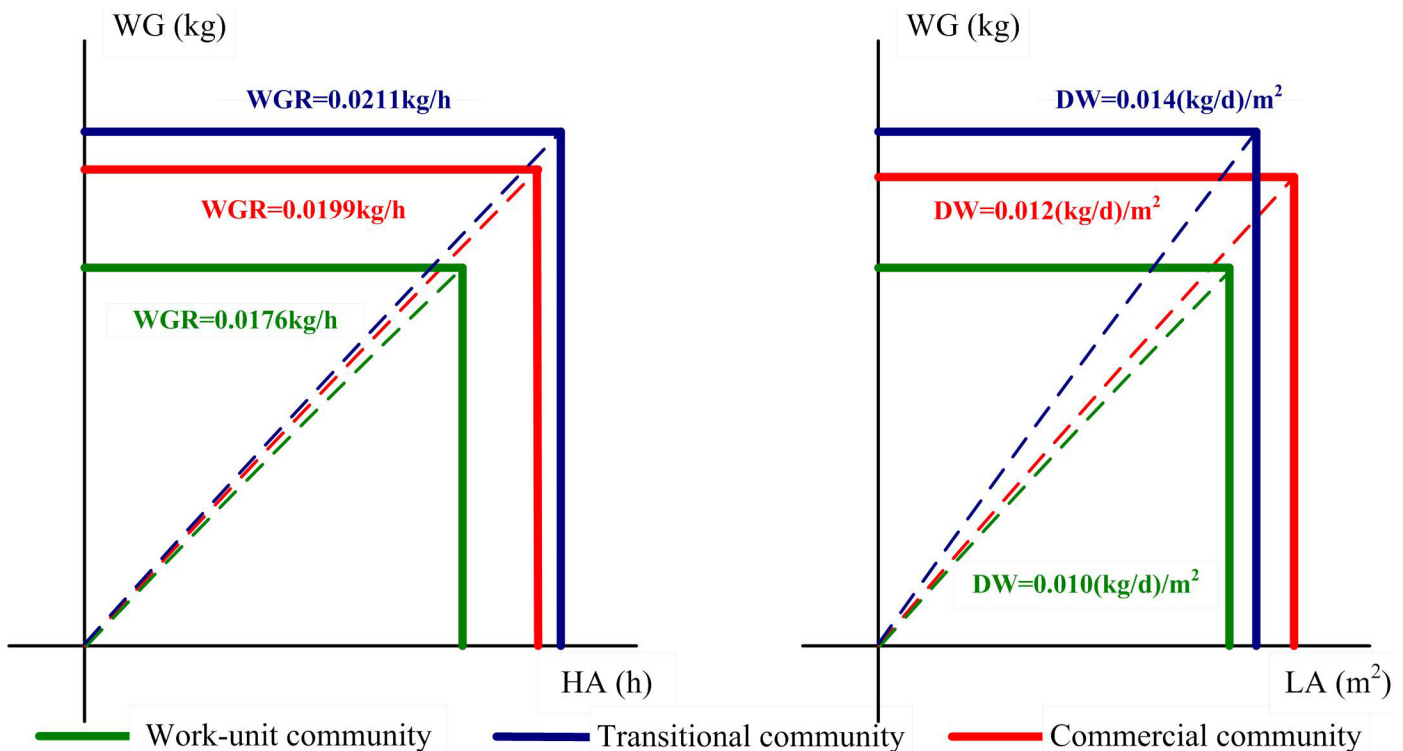 WG (kg)
WGR=0.0211kg/h
WGR=0.0199kg/h
WGR=0.0176kg/h
HA (h)
WG (kg)
DW=0.014(kg/d)/m²
DW=0.012(kg/d)/m²
DW=0.010(kg/d)/m²
LA (m²)
Work-unit community
Transitional community
Commercial community